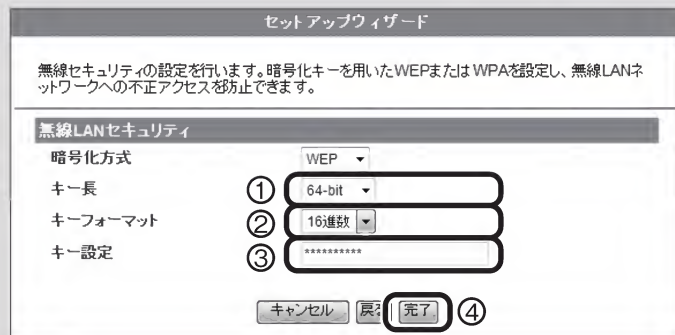 セットアップウィザード
無線セキュリティの設定を行います。暗号化キーを用いたWEPまたはWPAを設定し、無線LANネ
ットワークへの不正アクセスを防止できます。
無線LANセキュリティ
暗号化方式 WEP
キー長 ① 64-bit
キーフォーマット ② 16進数
キー設定 ③ **********
キャンセル 戻る 完了 ④